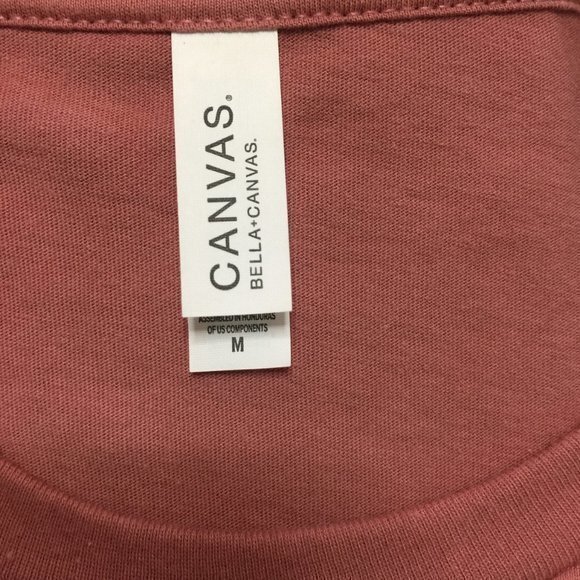 CANVAS.®
BELLA+CANVAS.
ASSEMBLED IN HONDURAS
OF US COMPONENTS
M